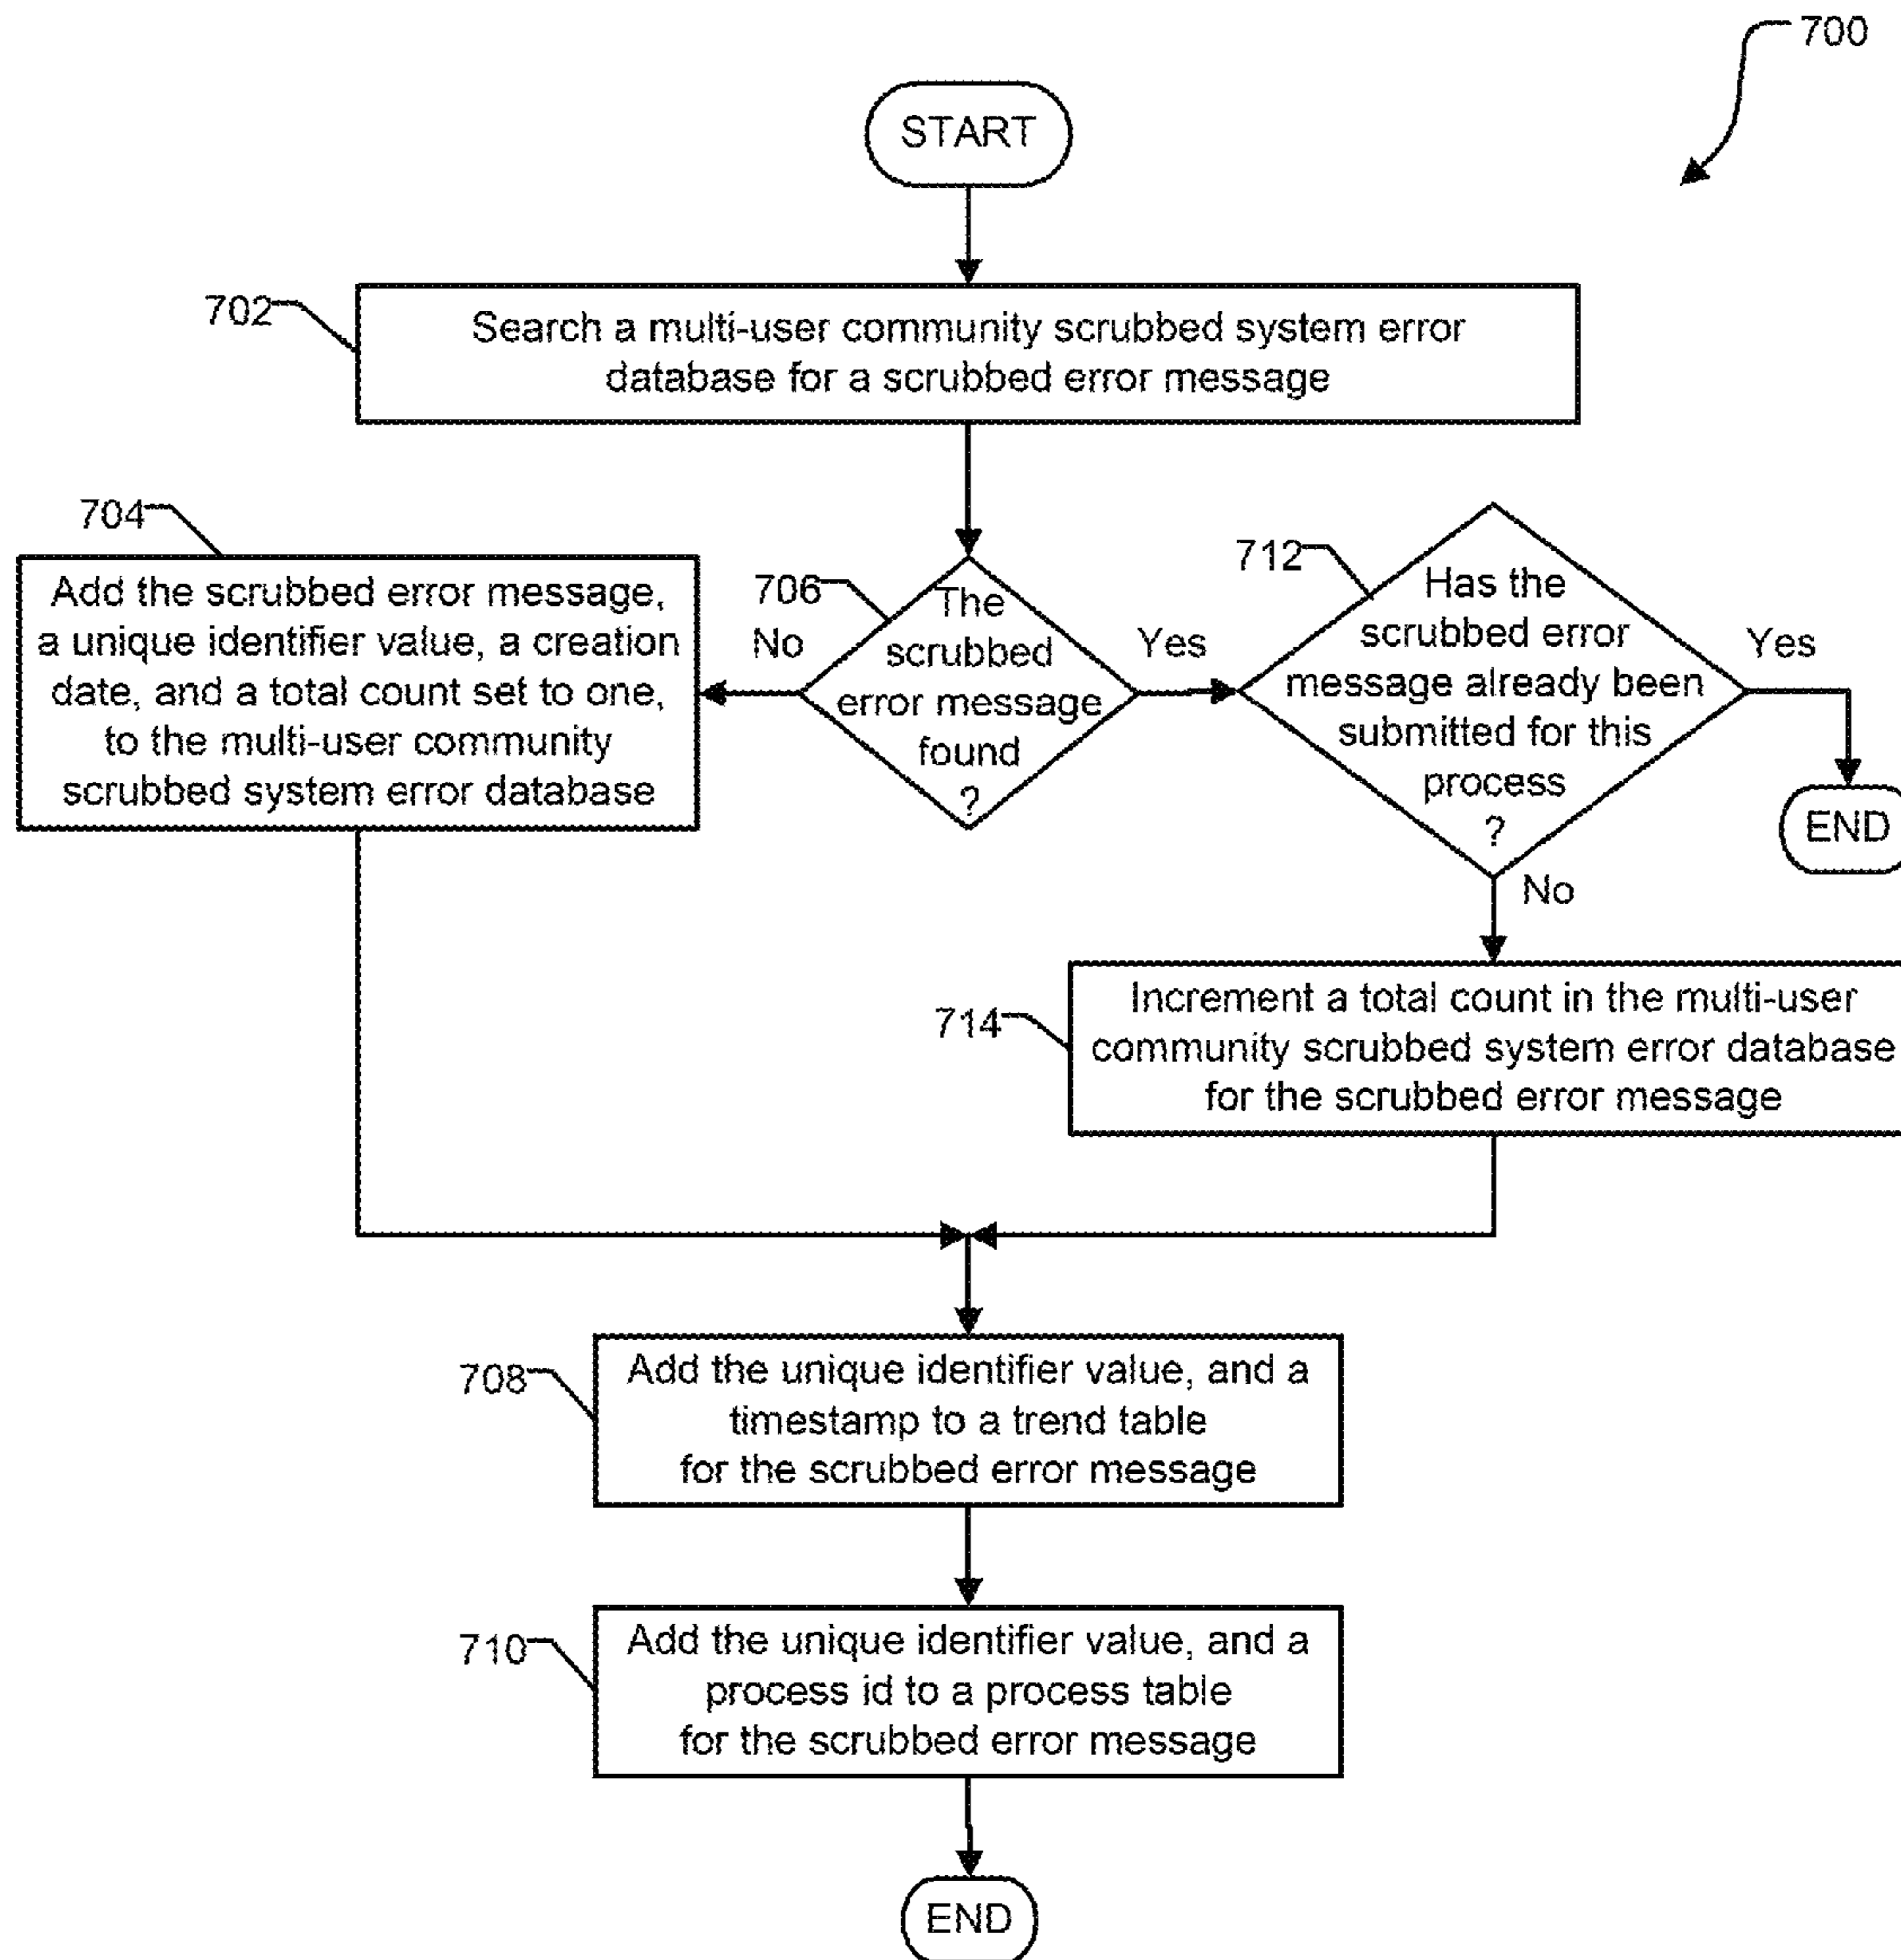 700
START
702
Search a multi-user community scrubbed system error
database for a scrubbed error message
704
Add the scrubbed error message,
a unique identifier value, a creation
date, and a total count set to one,
to the multi-user community
scrubbed system error database
706
No
The
scrubbed
error message
found
?
Yes
712
Has the
scrubbed error
message already been
submitted for this
process
?
Yes
END
No
714
Increment a total count in the multi-user
community scrubbed system error database
for the scrubbed error message
708
Add the unique identifier value, and a
timestamp to a trend table
for the scrubbed error message
710
Add the unique identifier value, and a
process id to a process table
for the scrubbed error message
END